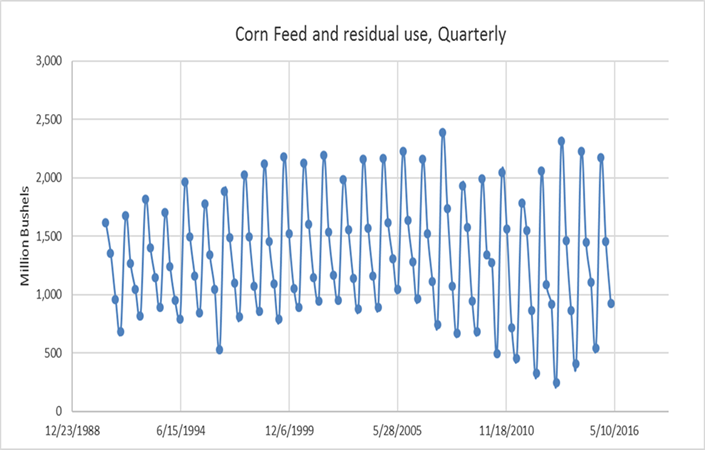 Corn Feed and residual use, Quarterly
3,000
2,500
2,000
1,500
1,000
500
0
Million Bushels
12/23/1988 6/15/1994 12/6/1999 5/28/2005 11/18/2010 5/10/2016